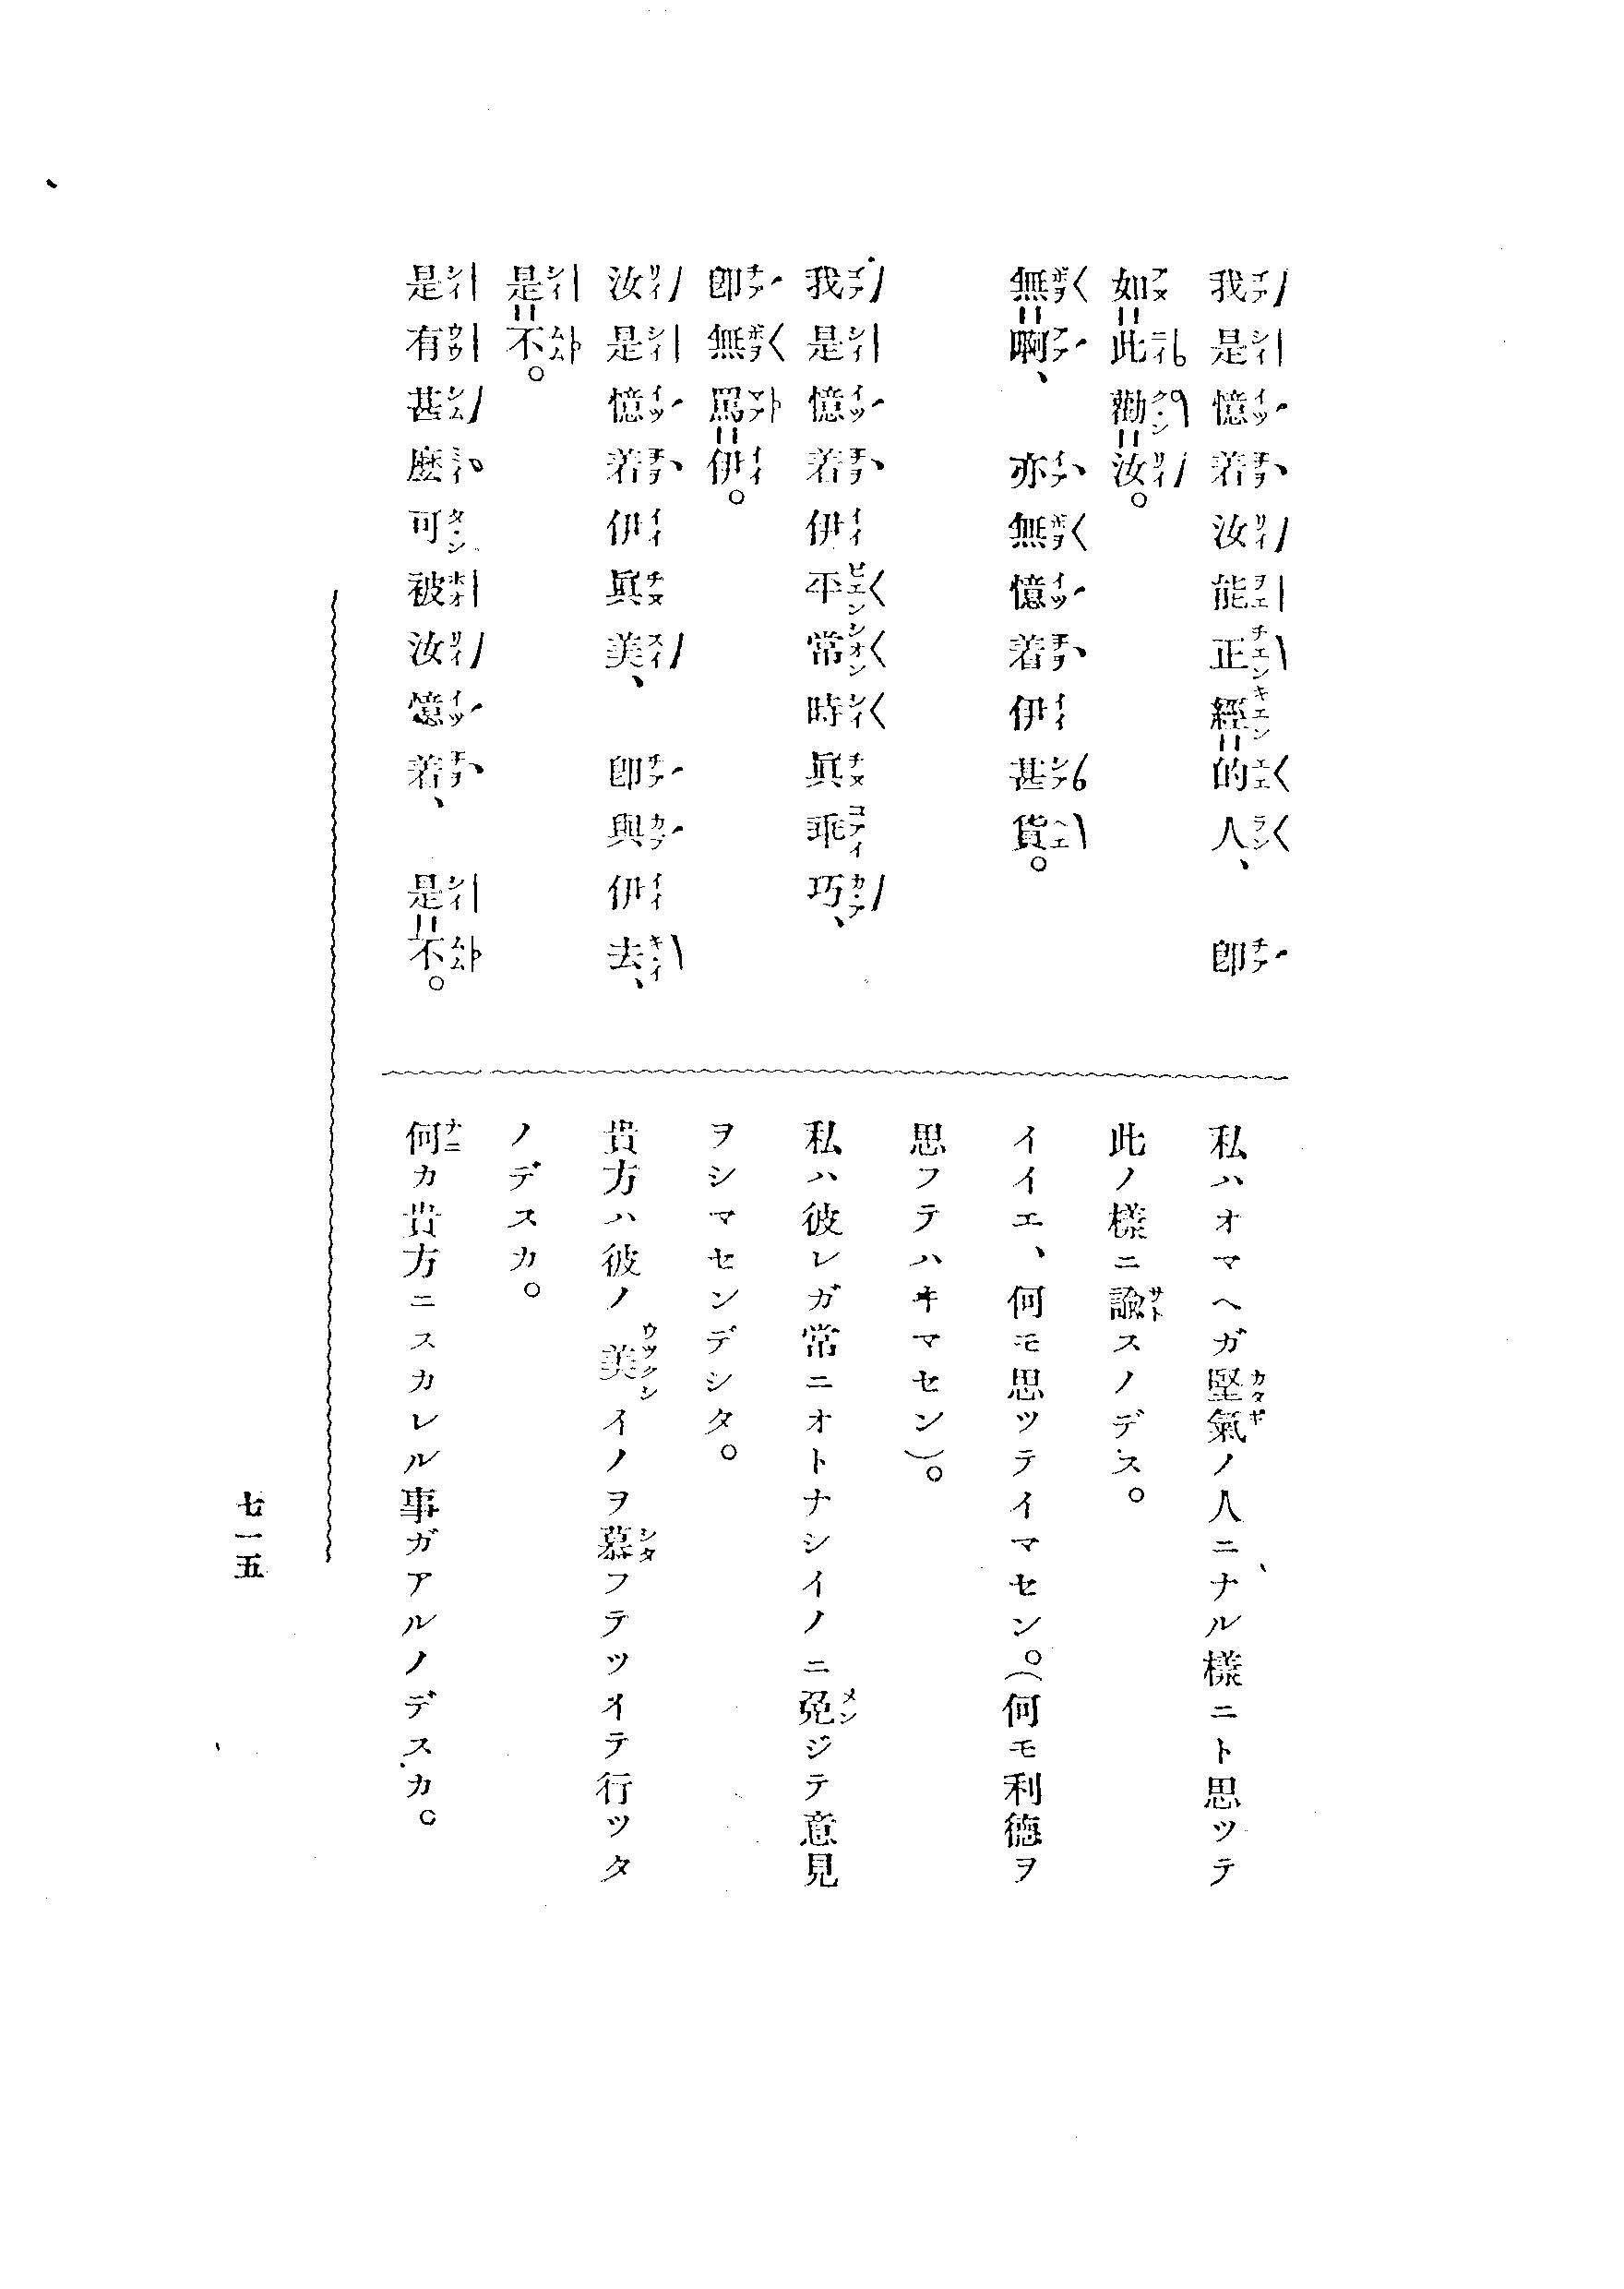 我是憶着汝能正經=的人、卽
如=此勸=汝。
無=啊、亦無憶着伊甚貨。
我是憶着伊平常時眞乖巧、
卽無罵=伊。
汝是憶着伊眞美、卽與伊去、
是=不。
是有甚麽可被汝憶着、是=不。
私ハオマヘガ堅氣ノ人ニナル樣ニト思ツテ
此ノ樣ニ諭スノデス。
イイエ、何モ思ツテイマセン。(何モ利德ヲ
思フテハヰマセン)。
私ハ彼レガ常ニオトナシイノニ免ジテ意見
ヲシマセンデシタ。
貴方ハ彼ノ美イノヲ慕フテツイテ行ツタ
ノデスカ。
何カ貴方ニスカレル事ガアルノデスカ。
七一五